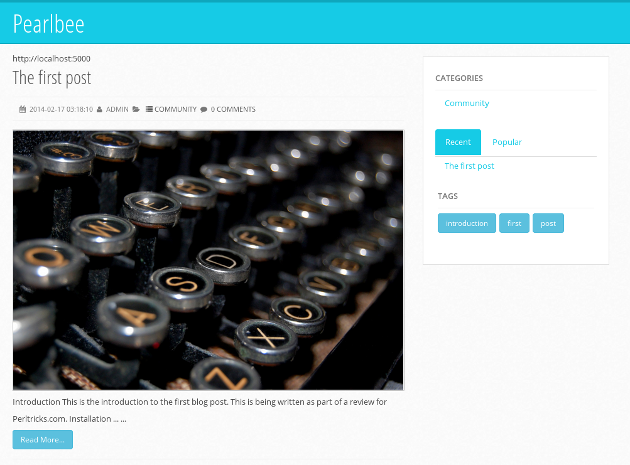 Pearlbee
http://localhost:5000
The first post
2014-02-17 03:18:10 ADMIN COMMUNITY 0 COMMENTS
Q W E
A S D F G
Z X C V B
Introduction This is the introduction to the first blog post. This is being written as part of a review for
Perltricks.com. Installation ... ...
Read More...
CATEGORIES
Community
Recent Popular
The first post
TAGS
introduction first post